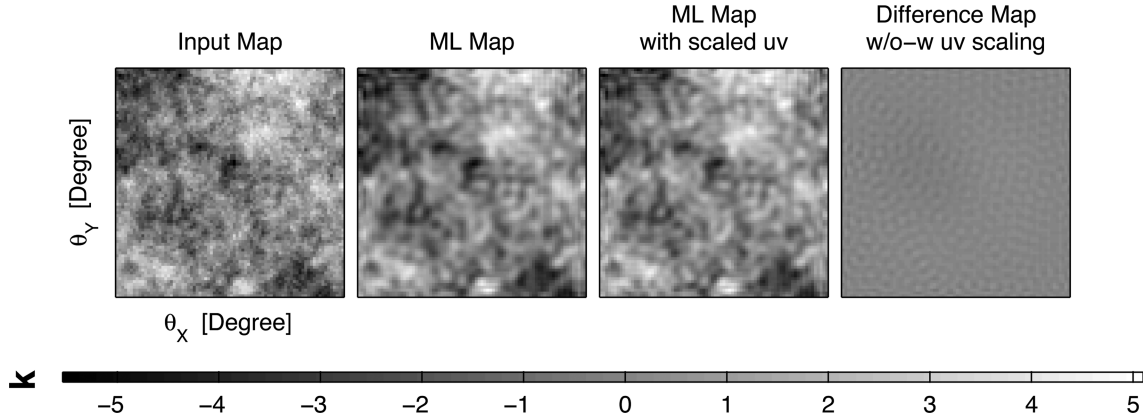 Input Map
ML Map
ML Map
with scaled uv
Difference Map
w/o−w uv scaling
θY [Degree]
θX [Degree]
k
−5 −4 −3 −2 −1 0 1 2 3 4 5